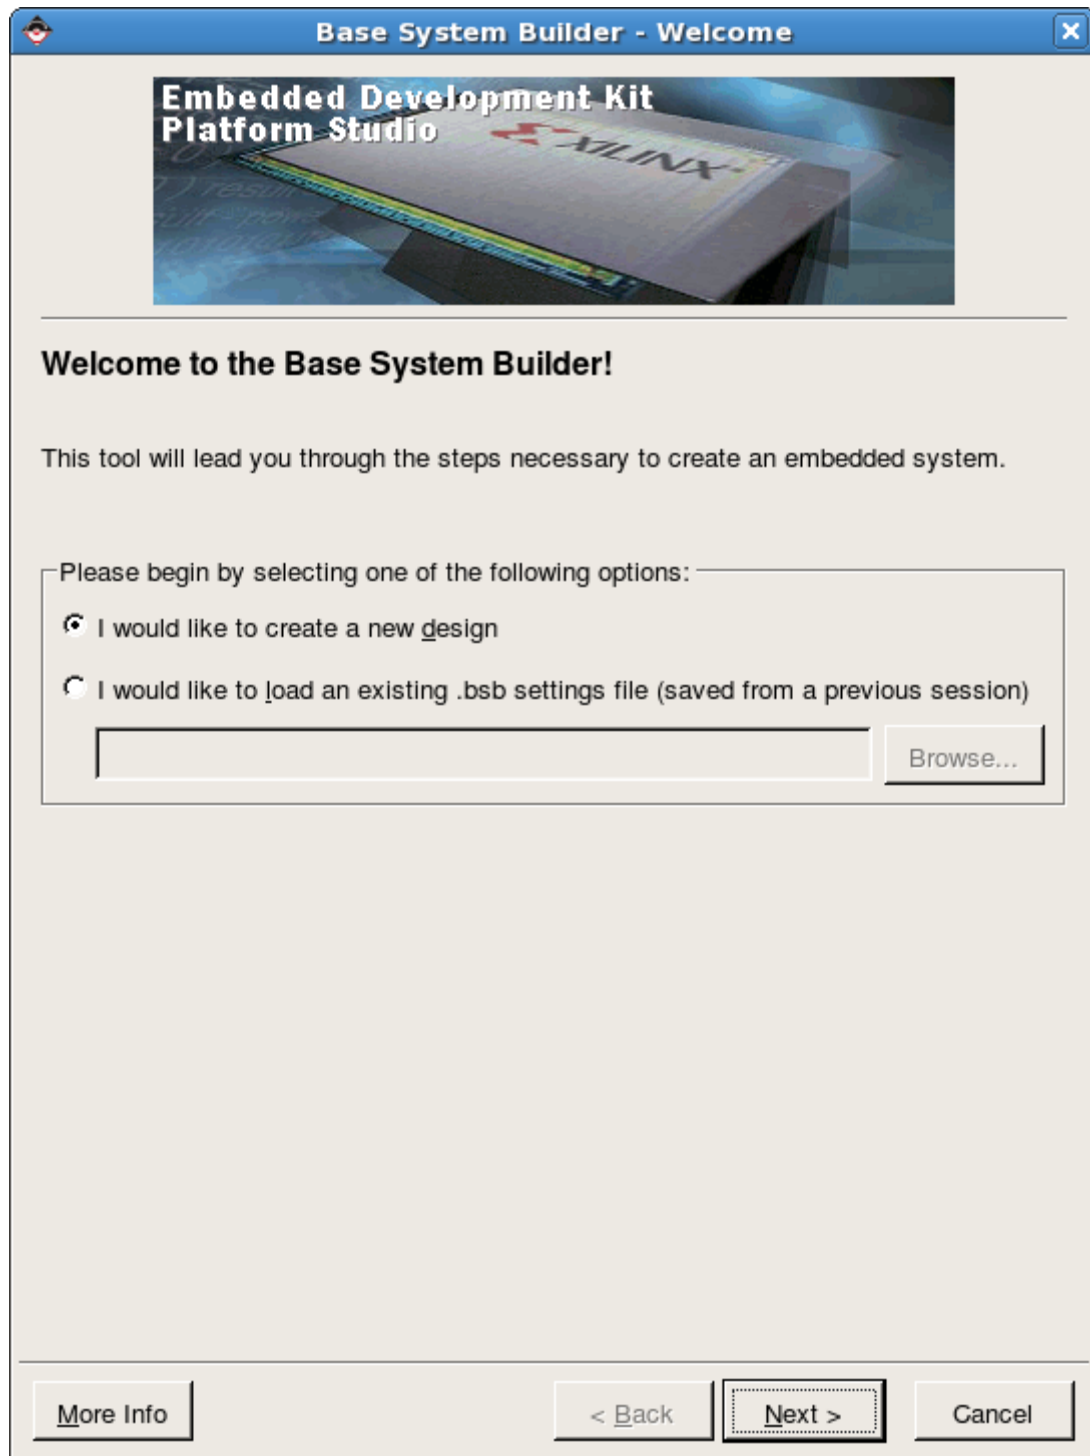 Base System Builder - Welcome
Embedded Development Kit
Platform Studio
XILINX
Welcome to the Base System Builder!
This tool will lead you through the steps necessary to create an embedded system.
Please begin by selecting one of the following options:
I would like to create a new design
I would like to load an existing .bsb settings file (saved from a previous session)
Browse...
More Info
< Back
Next >
Cancel